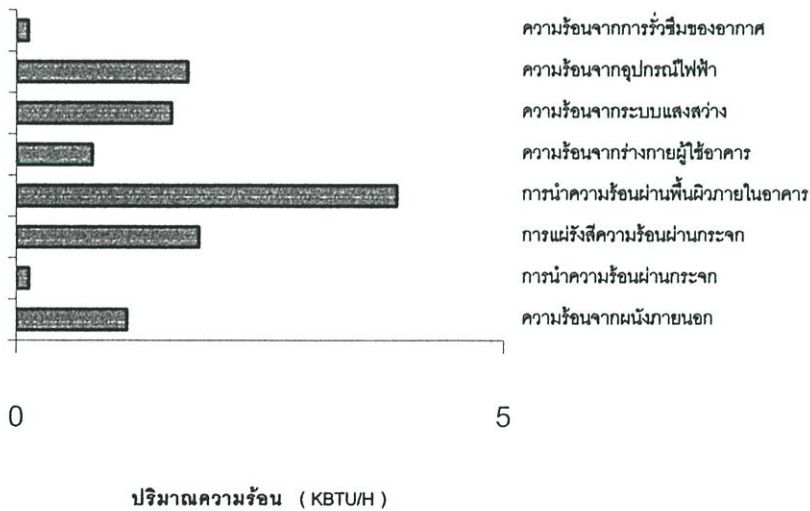 ความร้อนจากการรั่วซึมของอากาศ
ความร้อนจากอุปกรณ์ไฟฟ้า
ความร้อนจากระบบแสงสว่าง
ความร้อนจากร่างกายผู้ใช้อาคาร
การนำความร้อนผ่านพื้นผิวภายในอาคาร
การแผ่รังสีความร้อนผ่านกระจก
การนำความร้อนผ่านกระจก
ความร้อนจากผนังภายนอก
0 5
ปริมาณความร้อน ( KBTU/H )